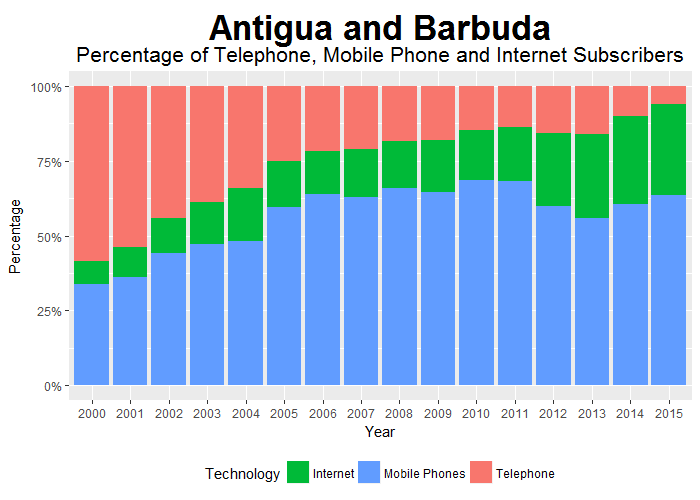 Antigua and Barbuda
Percentage of Telephone, Mobile Phone and Internet Subscribers
100%
75%
50%
25%
0%
Percentage
2000 2001 2002 2003 2004 2005 2006 2007 2008 2009 2010 2011 2012 2013 2014 2015
Year
Technology Internet Mobile Phones Telephone